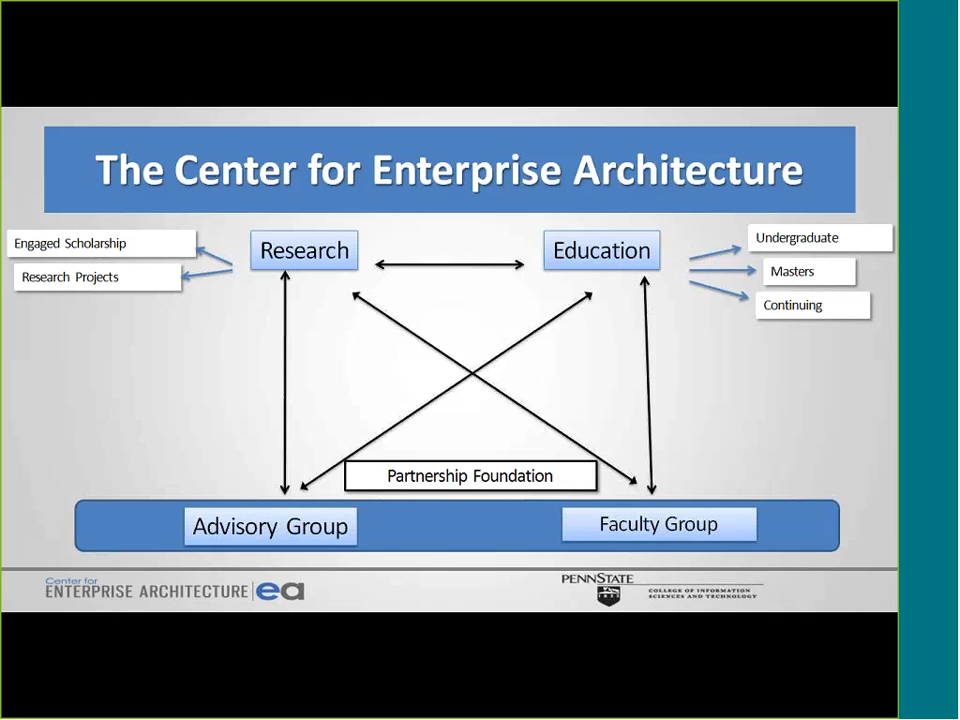 The Center for Enterprise Architecture
Engaged Scholarship
Research Projects
Research
Education
Undergraduate
Masters
Continuing
Partnership Foundation
Advisory Group
Faculty Group
Center for
ENTERPRISE ARCHITECTURE ea
PENNSTATE
1855
COLLEGE OF INFORMATION
SCIENCES AND TECHNOLOGY